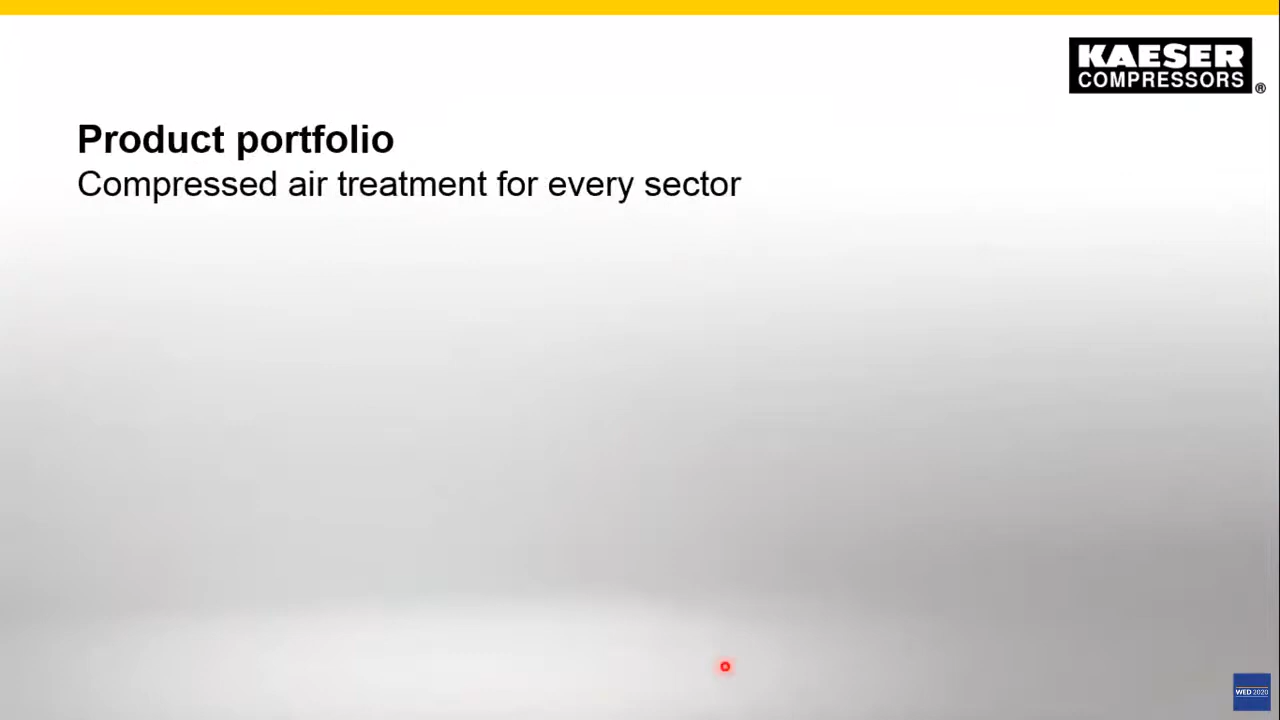 KAESER
COMPRESSORS®
Product portfolio
Compressed air treatment for every sector
WED 2020